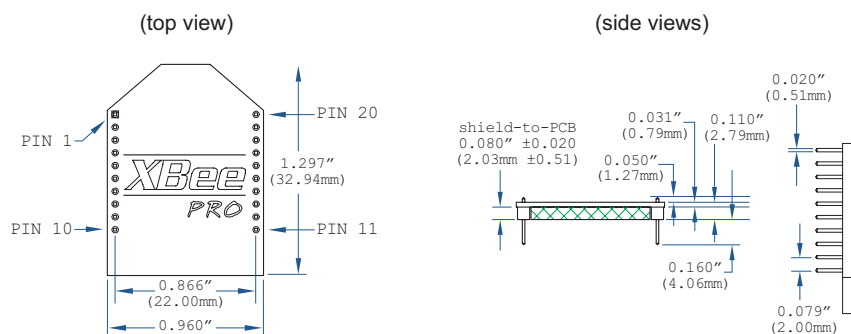 (top view)
PIN 1
PIN 20
XBee
PRO
1.297″
(32.94mm)
PIN 10
PIN 11
0.866″
(22.00mm)
0.960″
(side views)
shield-to-PCB
0.080″ ±0.020
(2.03mm ±0.51)
0.031″
(0.79mm)
0.110″
(2.79mm)
0.050″
(1.27mm)
0.160″
(4.06mm)
0.020″
(0.51mm)
0.079″
(2.00mm)